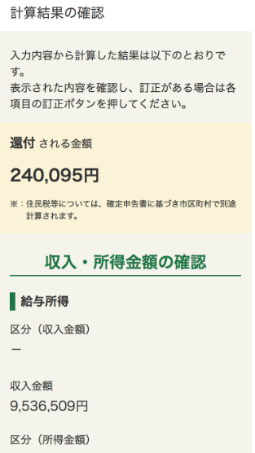 計算結果の確認
入力内容から計算した結果は以下のとおりで
す。
表示された内容を確認し、訂正がある場合は各
項目の訂正ボタンを押してください。
還付 される金額
240,095円
※：住民税等については、確定申告書に基づき市区町村で別途
計算されます。
収入・所得金額の確認
給与所得
区分（収入金額）
ー
収入金額
9,536,509円
区分（所得金額）